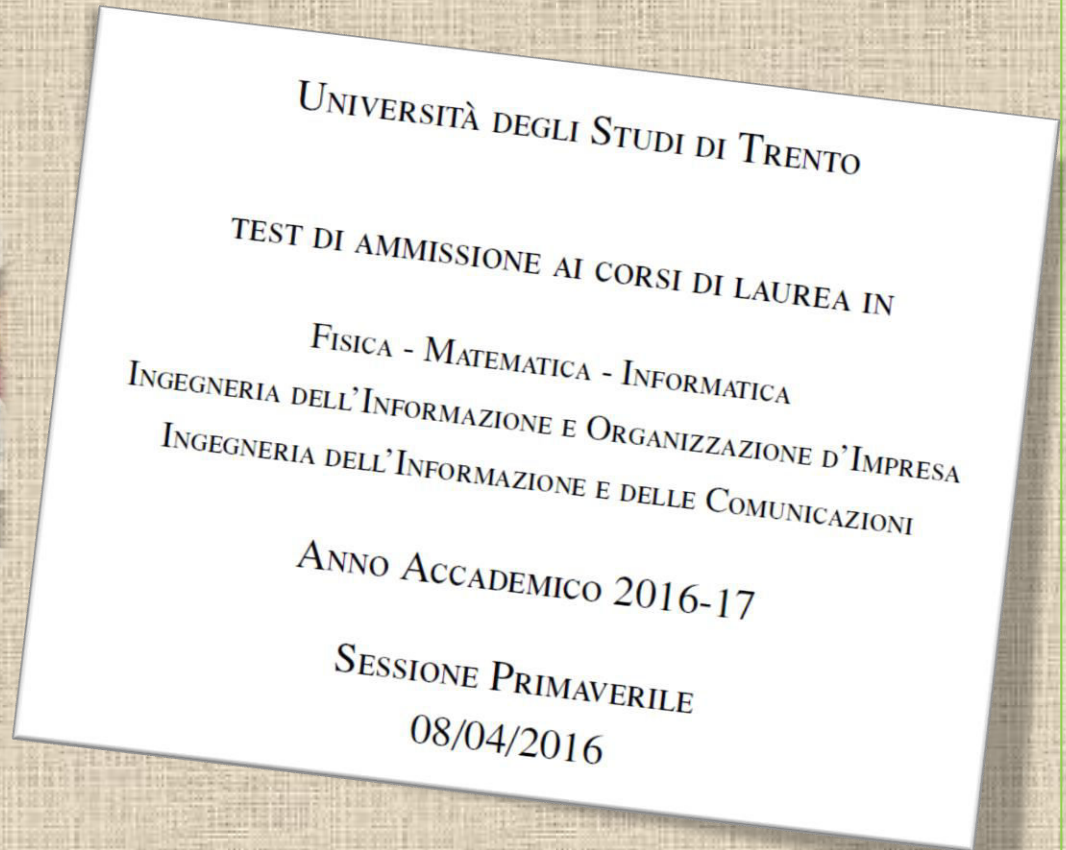 Università degli Studi di Trento
test di ammissione ai corsi di laurea in
Fisica - Matematica - Informatica
Ingegneria dell'Informazione e Organizzazione d'Impresa
Ingegneria dell'Informazione e delle Comunicazioni
Anno Accademico 2016-17
Sessione Primaverile
08/04/2016